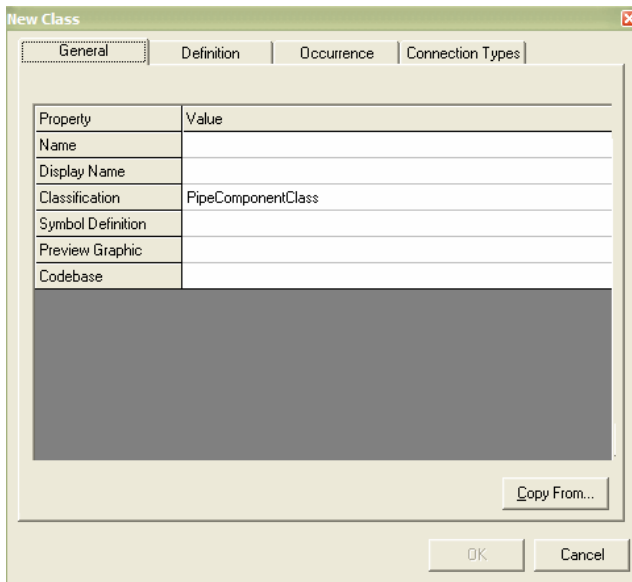 New Class
General Definition Occurrence Connection Types
Property Value
Name
Display Name
Classification PipeComponentClass
Symbol Definition
Preview Graphic
Codebase
Copy From...
OK Cancel